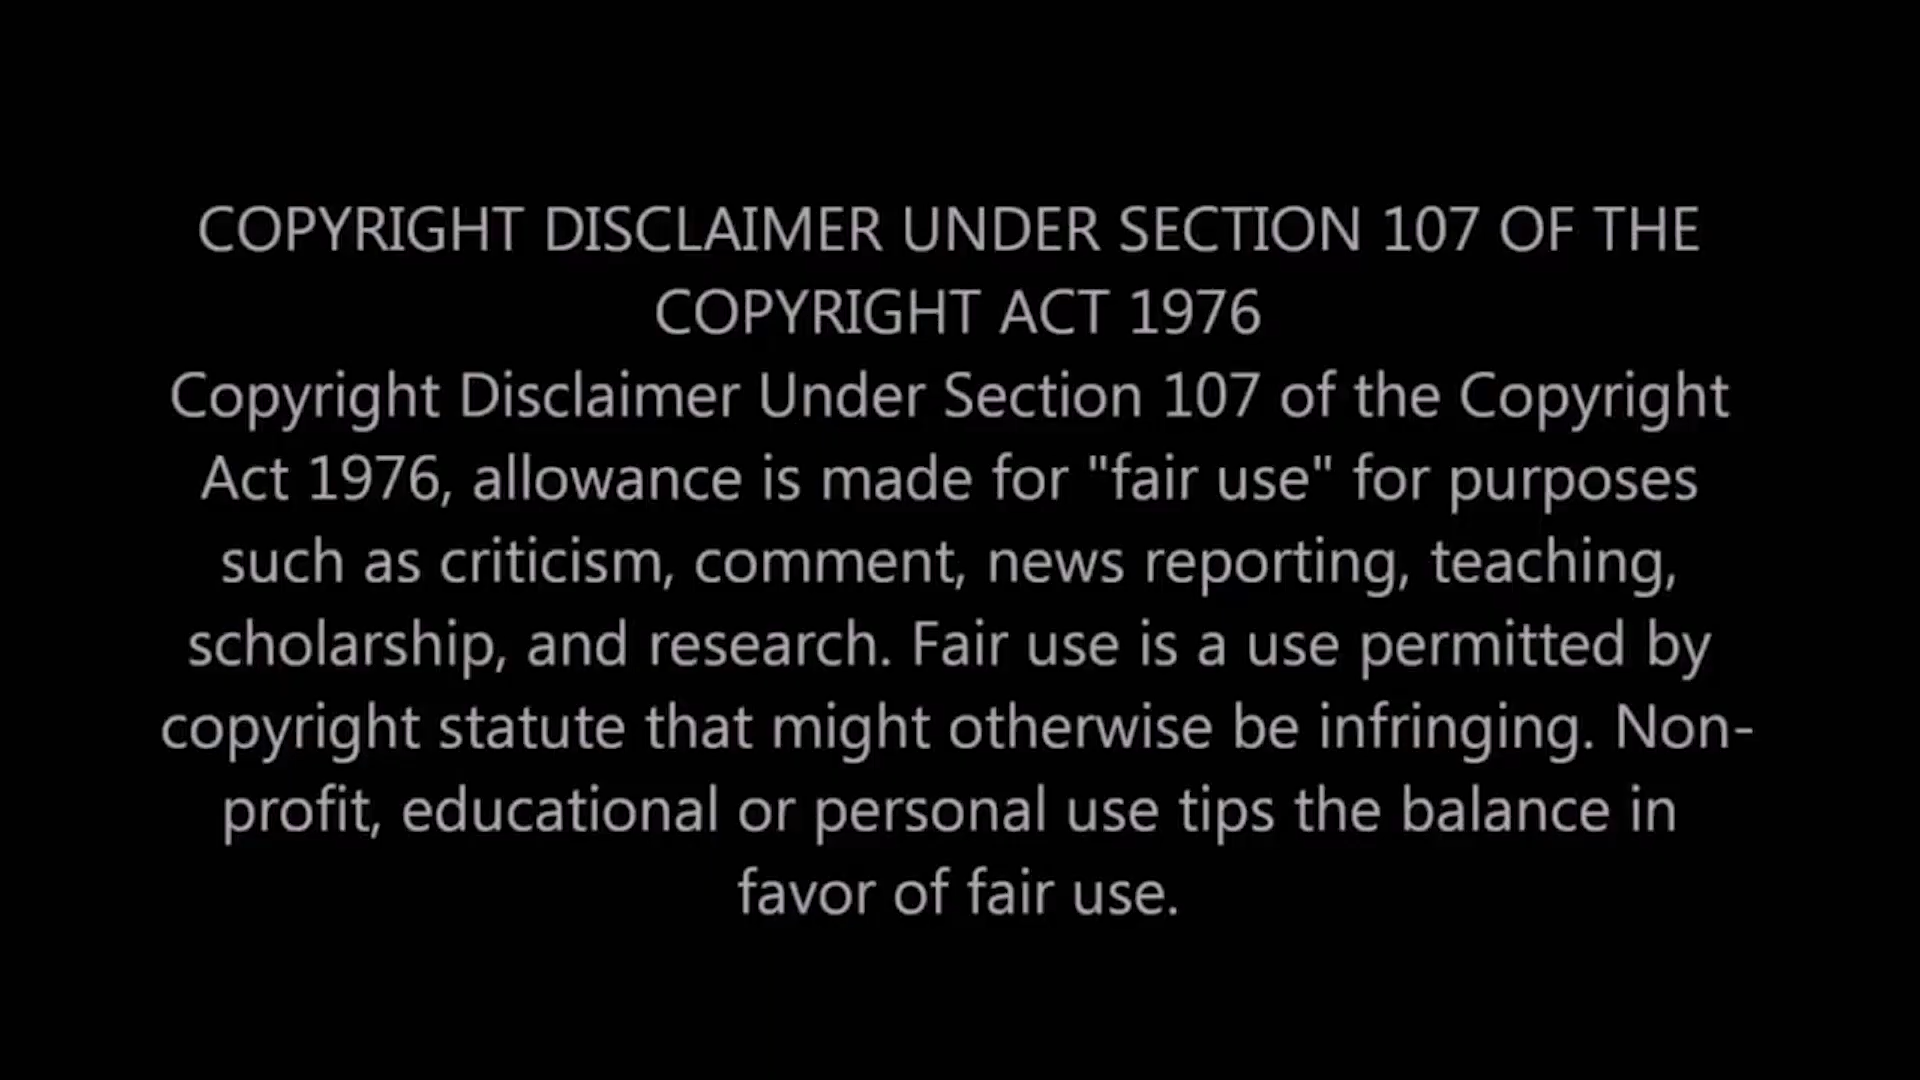 COPYRIGHT DISCLAIMER UNDER SECTION 107 OF THE
COPYRIGHT ACT 1976
Copyright Disclaimer Under Section 107 of the Copyright
Act 1976, allowance is made for "fair use" for purposes
such as criticism, comment, news reporting, teaching,
scholarship, and research. Fair use is a use permitted by
copyright statute that might otherwise be infringing. Non-
profit, educational or personal use tips the balance in
favor of fair use.